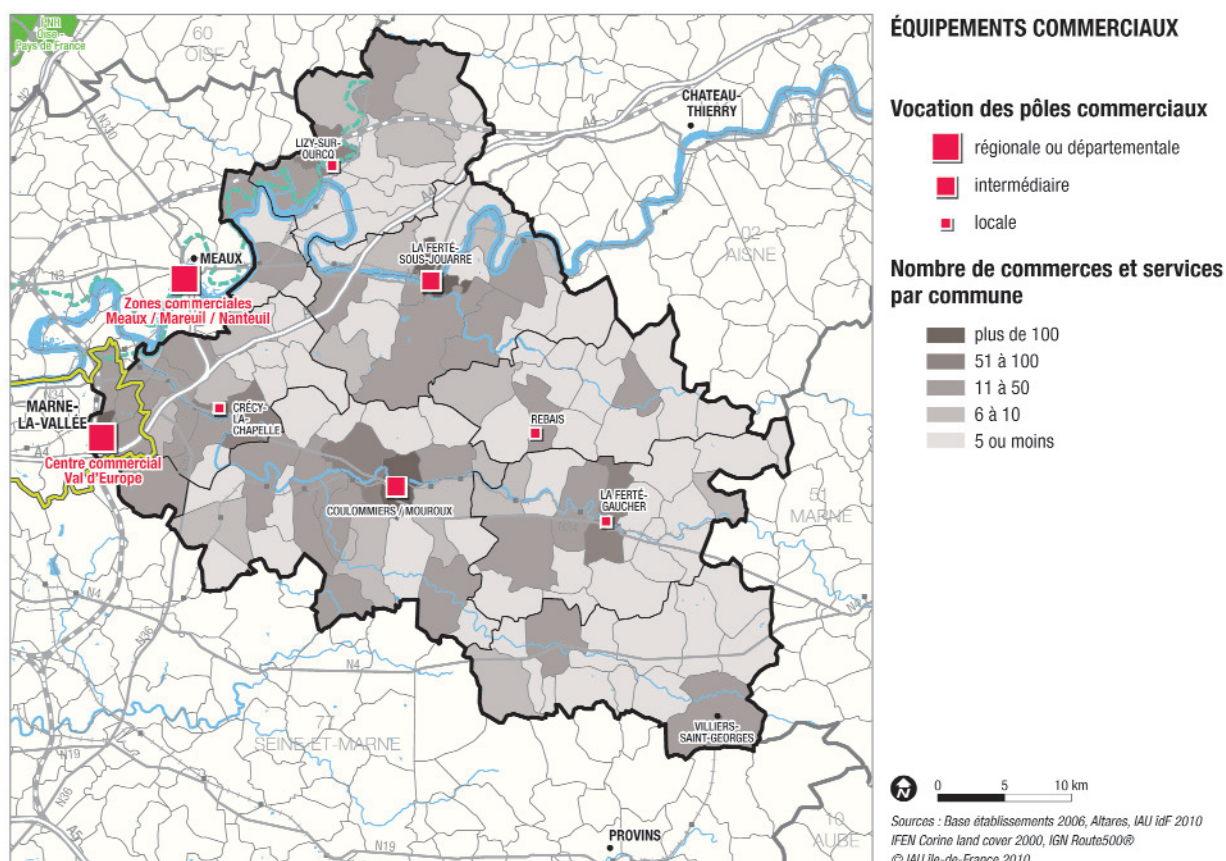 ÉQUIPEMENTS COMMERCIAUX
Vocation des pôles commerciaux
régionale ou départementale
intermédiaire
locale
Nombre de commerces et services
par commune
plus de 100
51 à 100
11 à 50
6 à 10
5 ou moins
0 5 10 km
N
Sources : Base établissements 2006, Altares, IAU îdF 2010
IFEN Corine land cover 2000, IGN Route500®
© IAU île-de-France 2010
PNR
Oise -
Pays de France
60
OISE
N2
N330
CHATEAU-
THIERRY
A4
N3
LIZY-SUR-
OURCQ
A4
02
AISNE
MEAUX
N3
LA FERTÉ-
SOUS-JOUARRE
Zones commerciales
Meaux / Mareuil / Nanteuil
N34
MARNE-
LA-VALLÉE
CRÉCY-
LA-
CHAPELLE
REBAIS
A4
Centre commercial
Val d'Europe
COULOMMIERS / MOUROUX
LA FERTÉ-
GAUCHER
N34
51
MARNE
N4
N36
N4
N4
77
SEINE-ET-MARNE
VILLIERS-
SAINT-GEORGES
N19
N36
A5
PROVINS
N19
10
AUBE